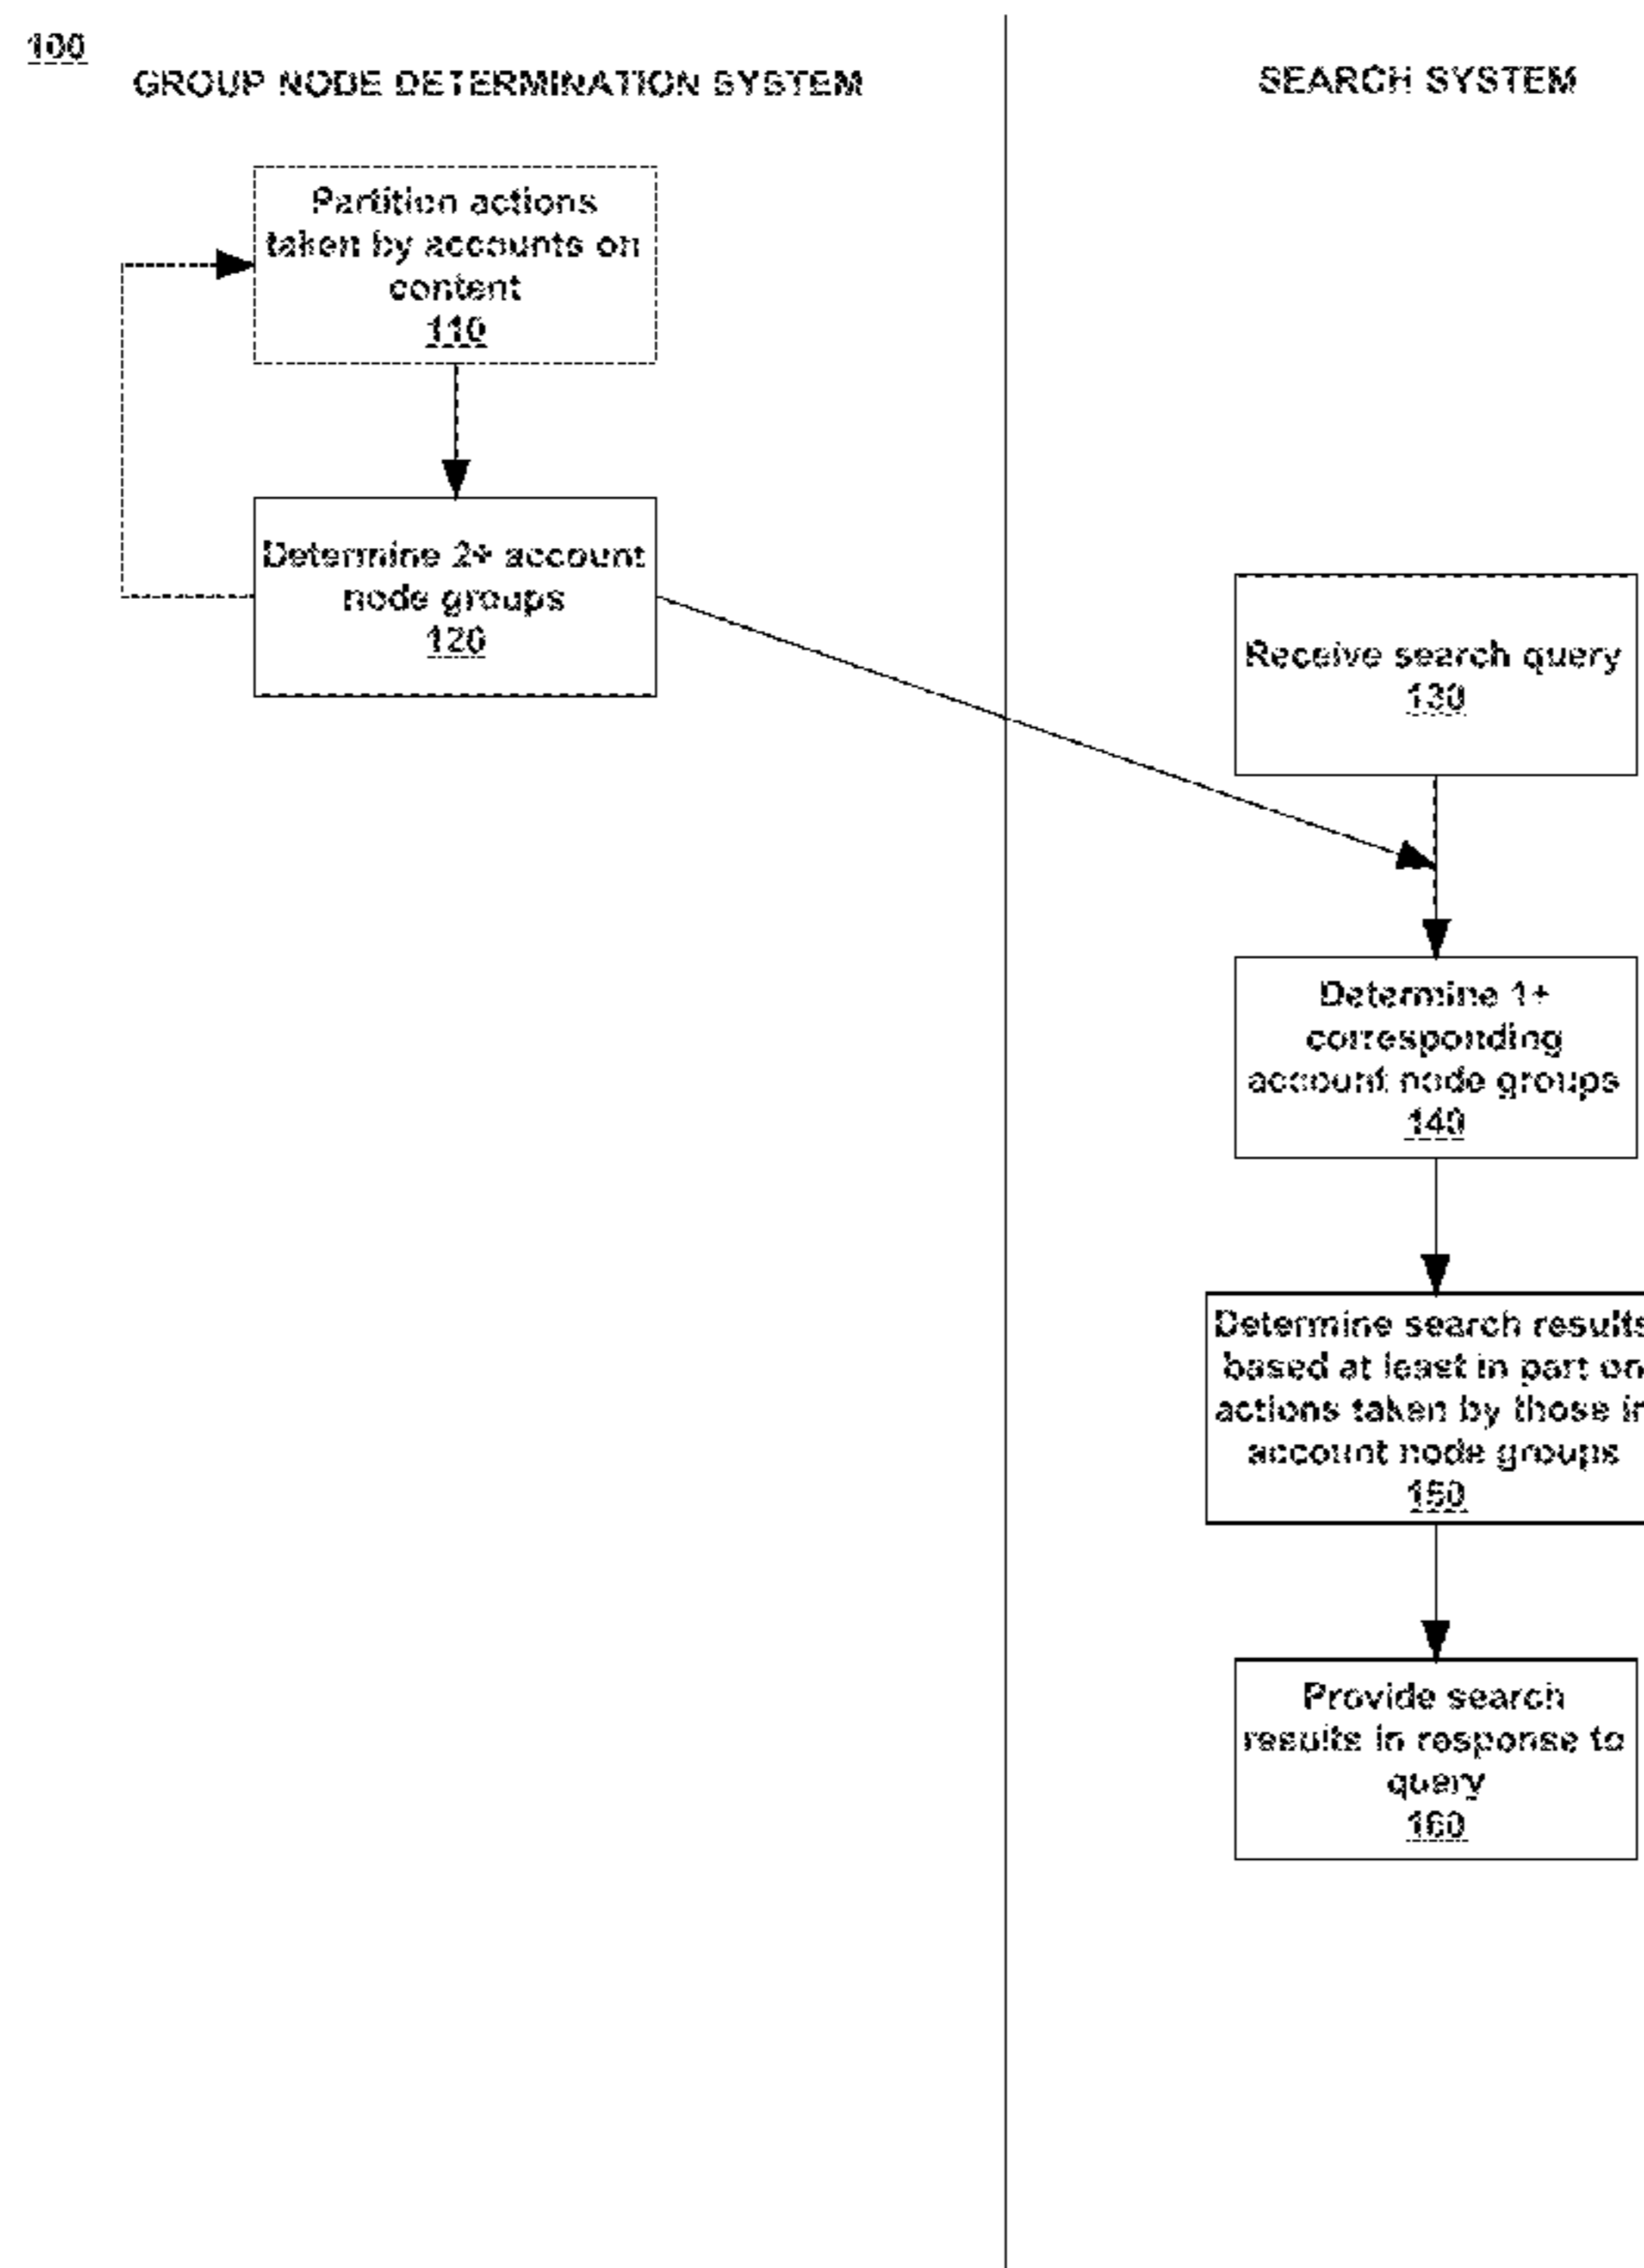 100
GROUP NODE DETERMINATION SYSTEM
SEARCH SYSTEM
Partition actions
taken by accounts on
content
110
Determine 2+ account
node groups
120
Receive search query
130
Determine 1+
corresponding
account node groups
140
Determine search results
based at least in part on
actions taken by those in
account node groups
150
Provide search
results in response to
query
160